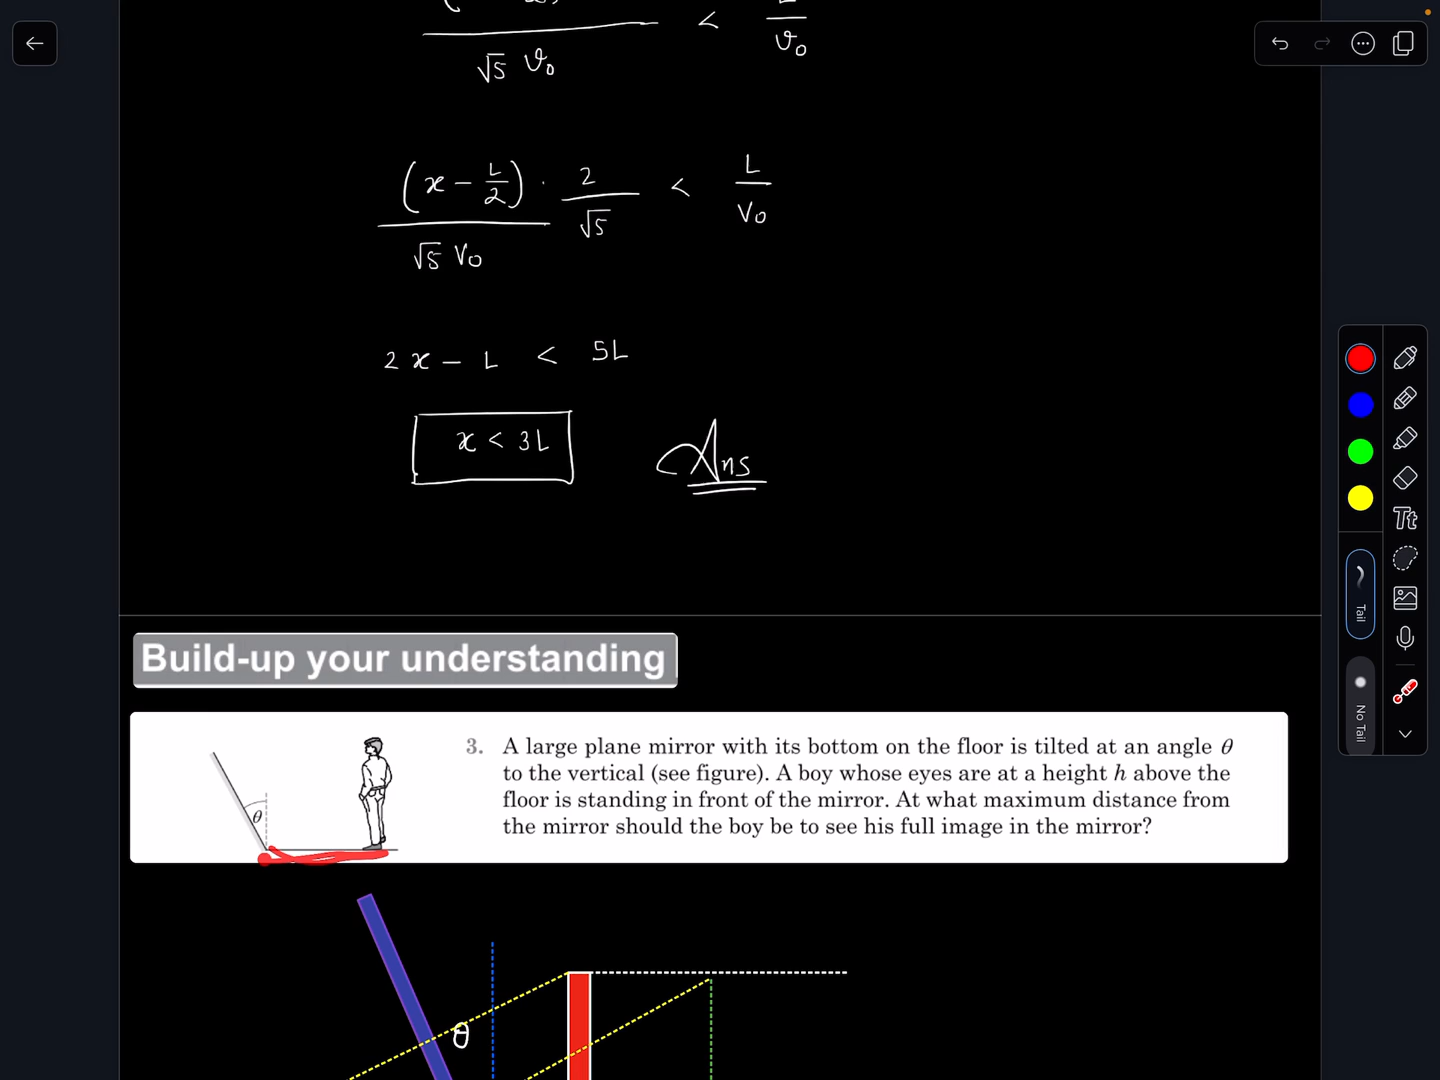 √5 v₀ < v₀
(x - L/2) · 2/√5 < L/V₀
√5 V₀
2x - L < 5L
x < 3L Ans
Build-up your understanding
3. A large plane mirror with its bottom on the floor is tilted at an angle θ
to the vertical (see figure). A boy whose eyes are at a height h above the
floor is standing in front of the mirror. At what maximum distance from
the mirror should the boy be to see his full image in the mirror?
θ
θ
Tt
Tail
No Tail